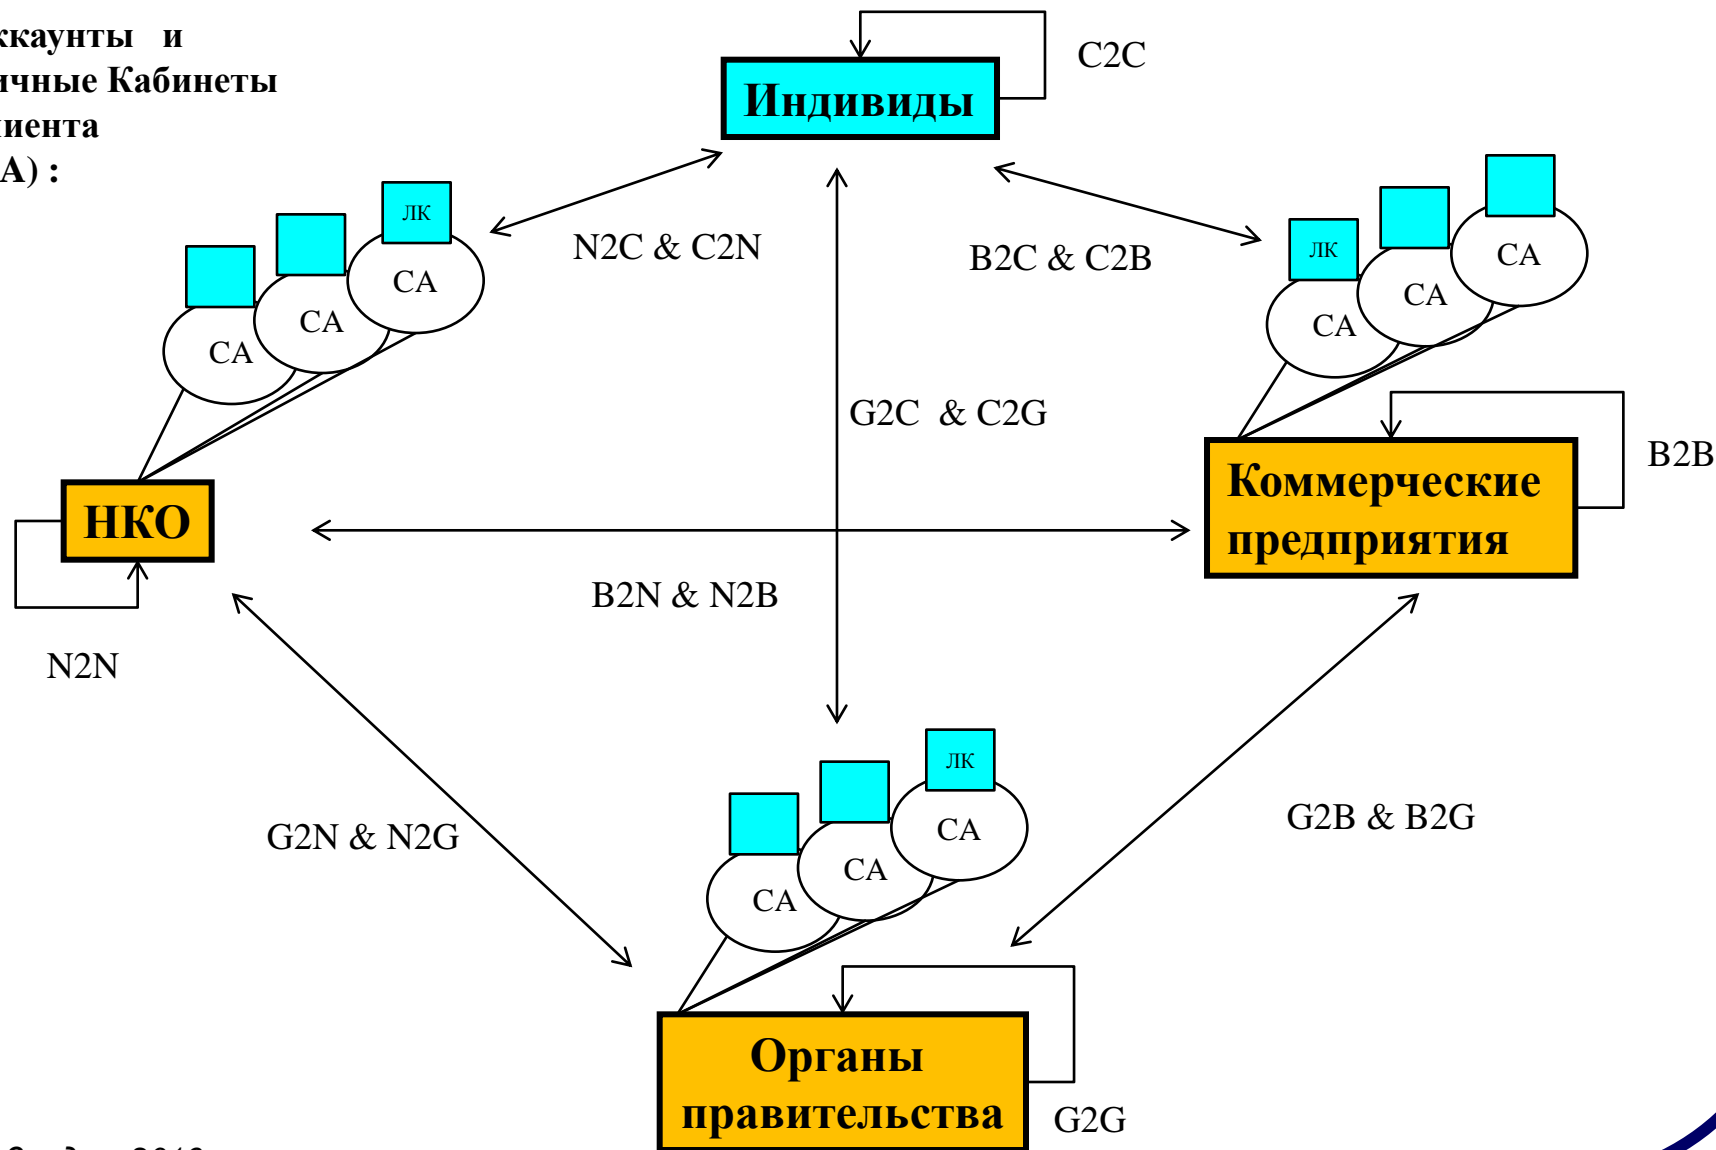 ккаунты и
ичные Кабинеты
иента
А) :
C2C
Индивиды
ЛК
СА
СА
СА
N2C & C2N
B2C & C2B
ЛК
СА
СА
СА
G2C & C2G
B2B
НКО
Коммерческие
предприятия
B2N & N2B
N2N
ЛК
СА
СА
СА
G2N & N2G
G2B & B2G
Органы
правительства
G2G